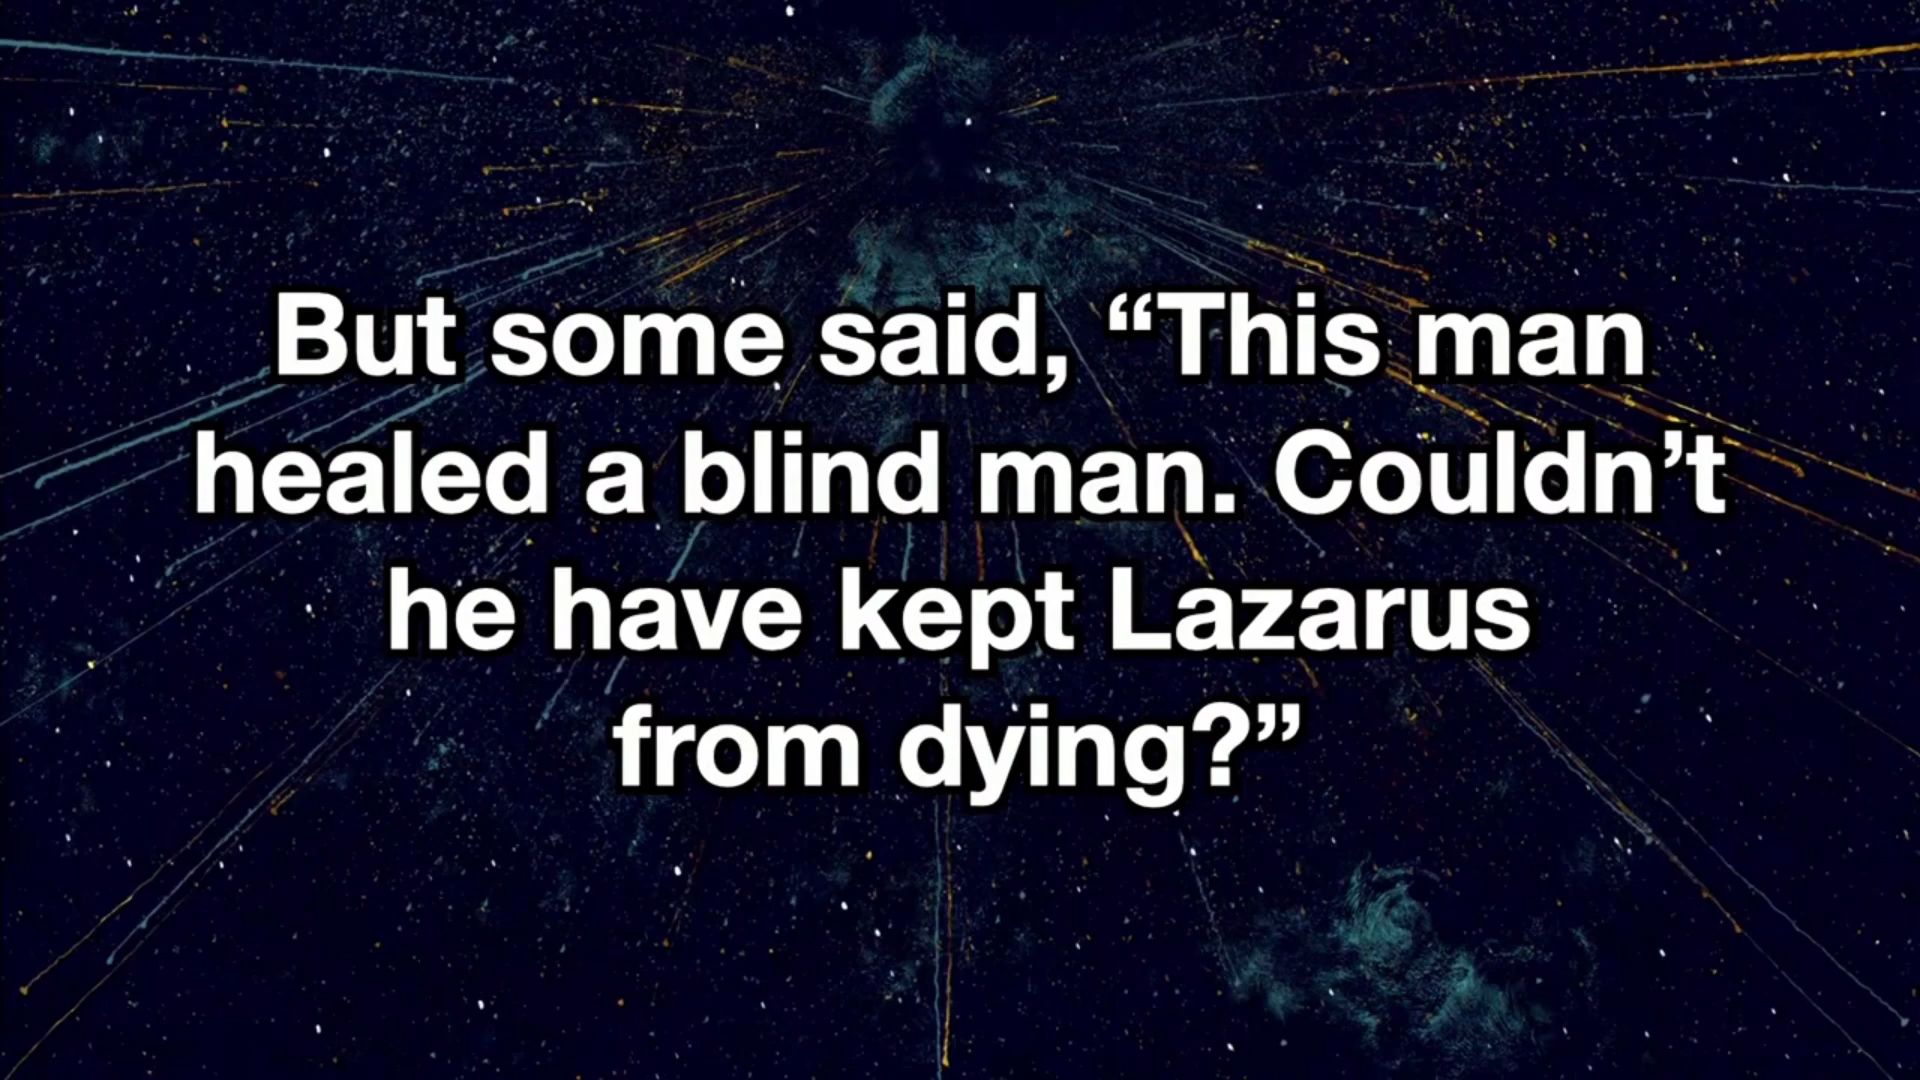 But some said, “This man
healed a blind man. Couldn’t
he have kept Lazarus
from dying?”